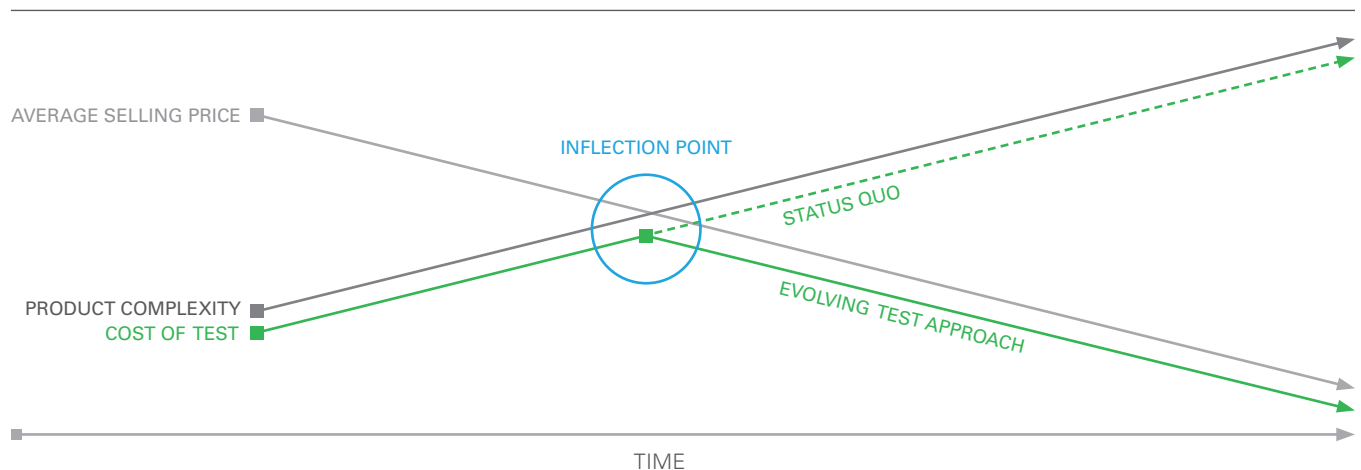 AVERAGE SELLING PRICE
INFLECTION POINT
STATUS QUO
PRODUCT COMPLEXITY
COST OF TEST
EVOLVING TEST APPROACH
TIME